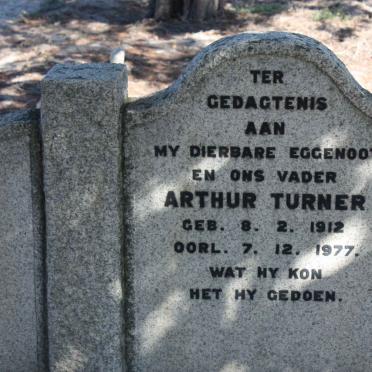 TER
GEDAGTENIS
AAN
MY DIERBARE EGGENOOT
EN ONS VADER
ARTHUR TURNER
GEB. 8. 2. 1912
OORL. 7. 12. 1977.
WAT HY KON
HET HY GEDOEN.